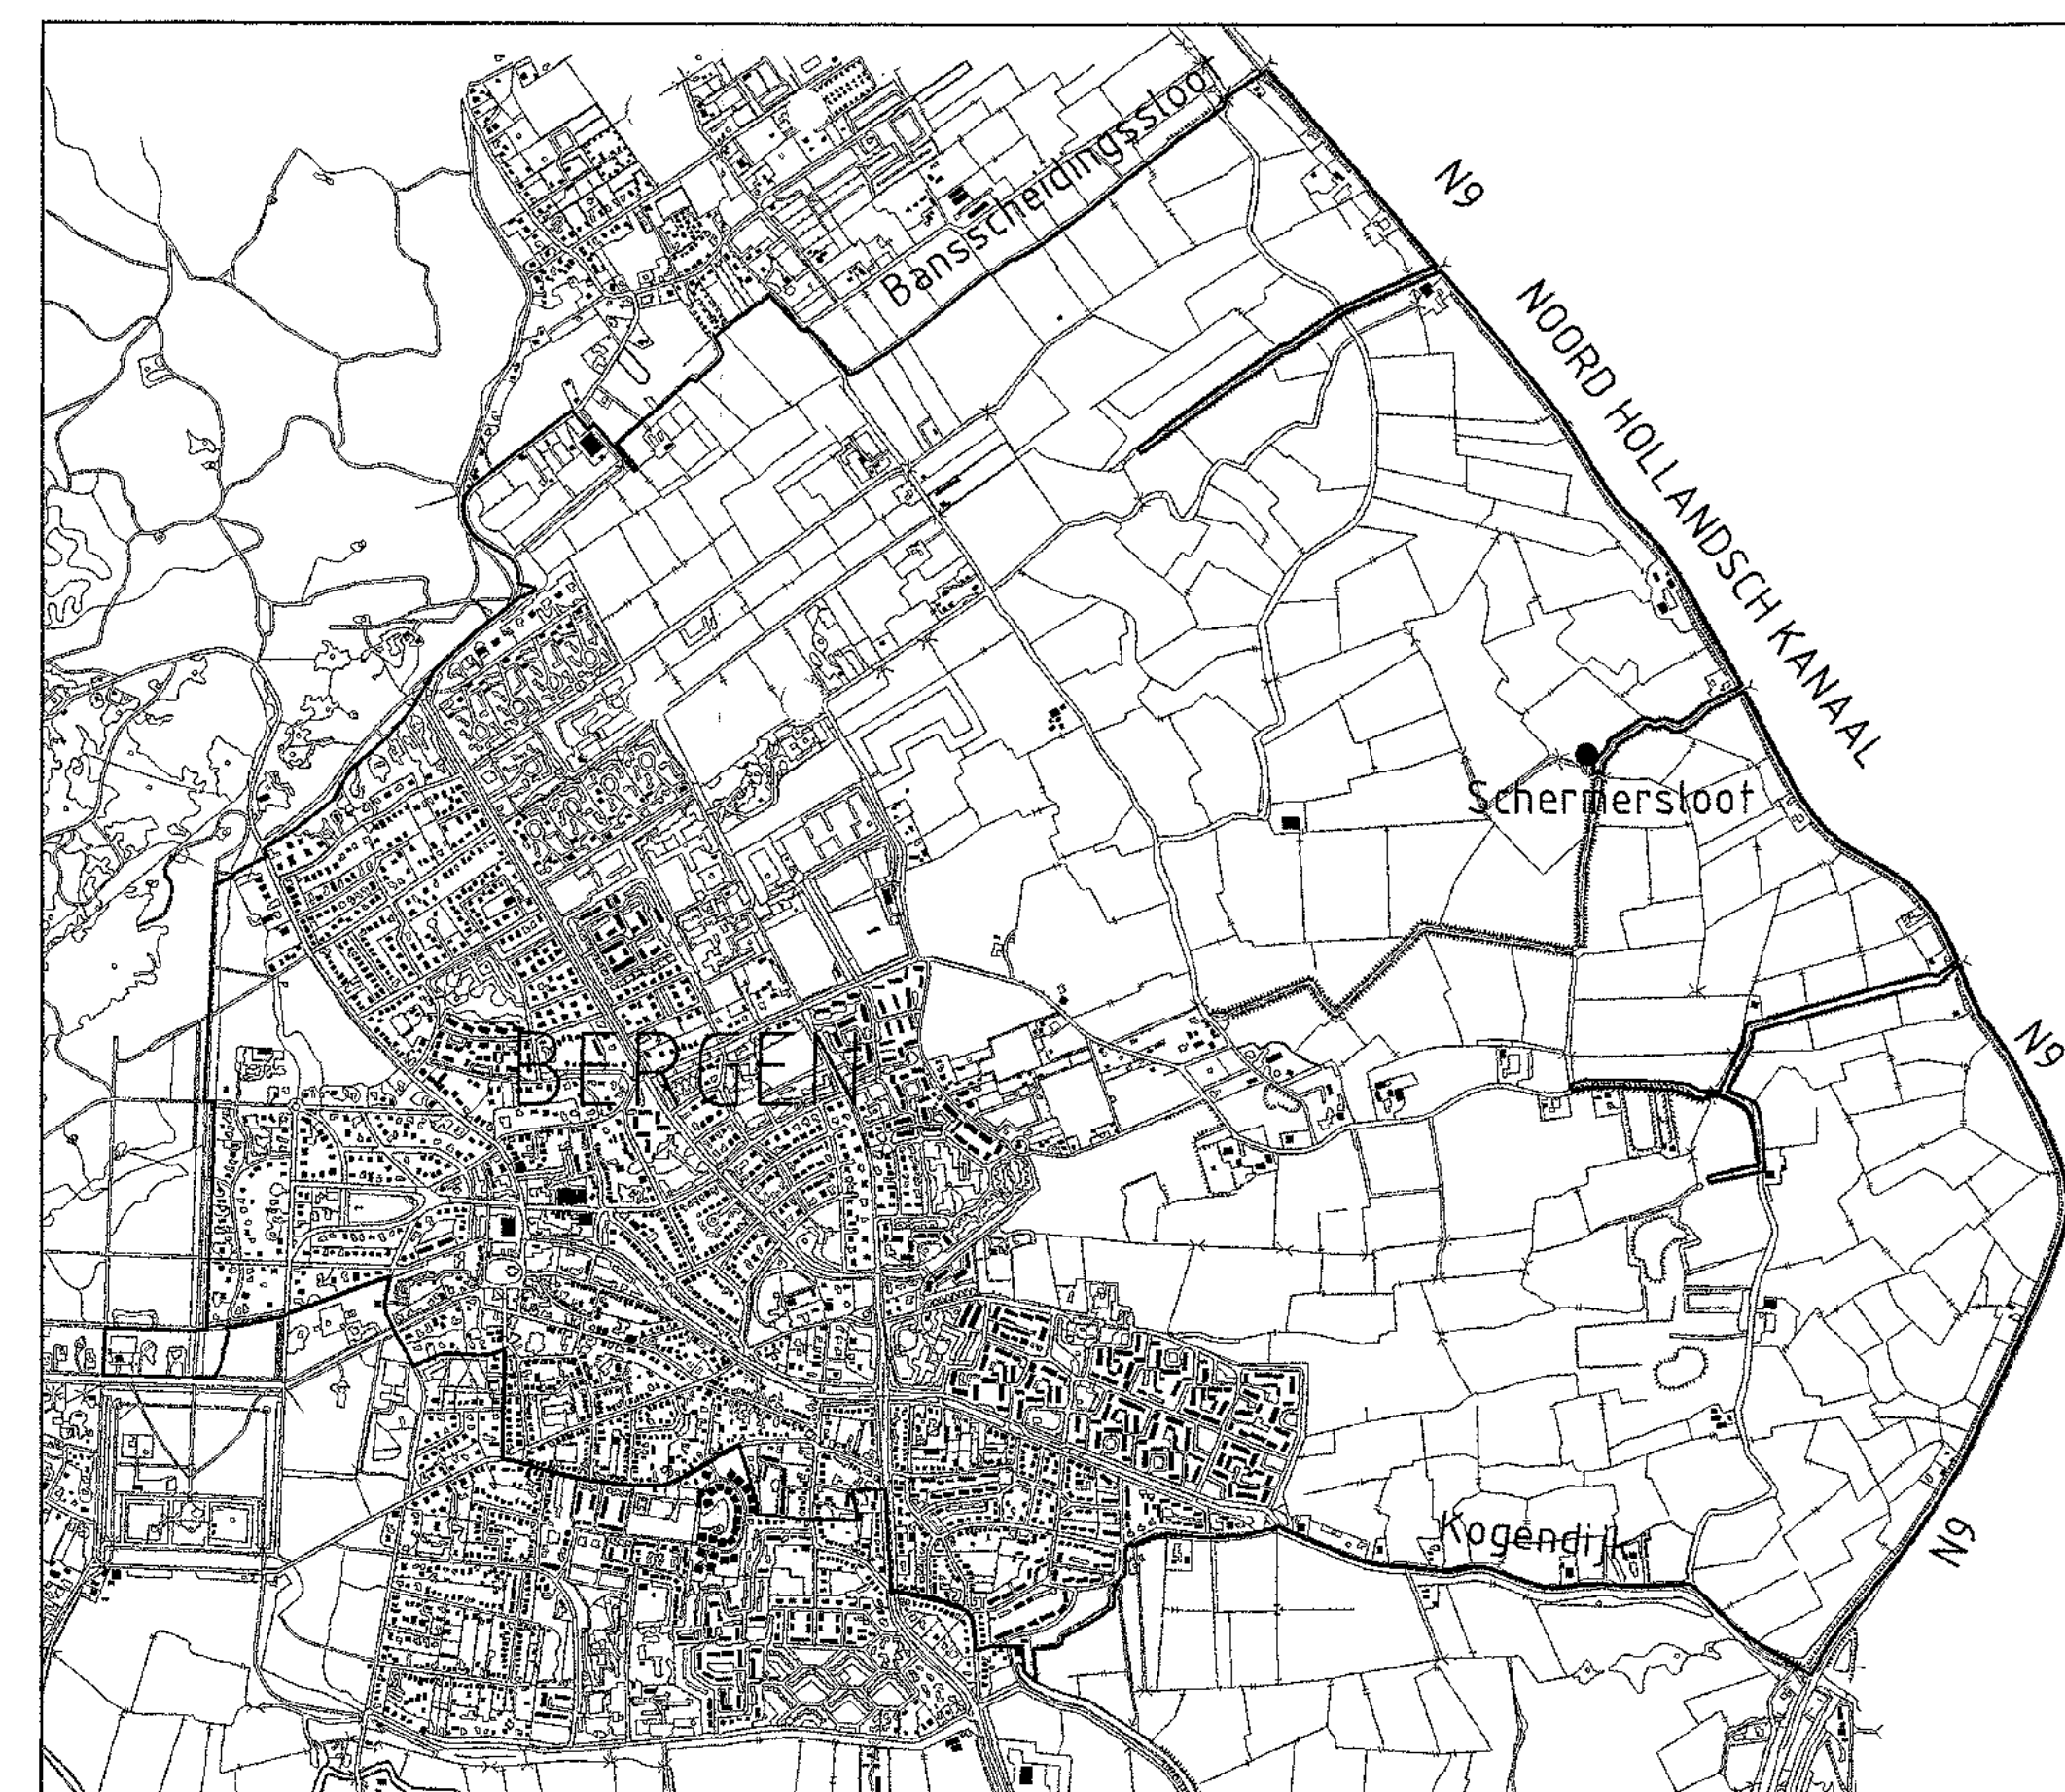 Bansscheidingssloot
N9
NOORD HOLLANDSCH KANAAL
Schermersloot
BERGEN
N9
Kogendijk
N9